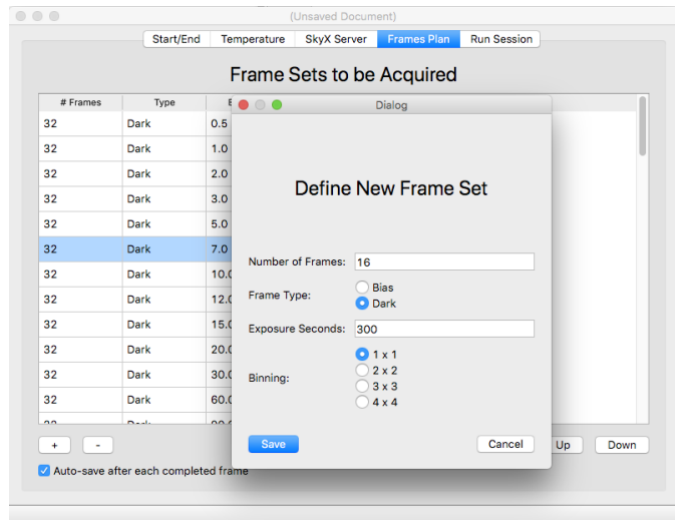 (Unsaved Document)
Start/End Temperature SkyX Server Frames Plan Run Session
Frame Sets to be Acquired
# Frames Type
Dialog
32 Dark 0.5
32 Dark 1.0
32 Dark 2.0
32 Dark 3.0
32 Dark 5.0
32 Dark 7.0
32 Dark 10.0
32 Dark 12.0
32 Dark 15.0
32 Dark 20.0
32 Dark 30.0
32 Dark 60.0
Define New Frame Set
Number of Frames: 16
Frame Type:
Bias
Dark
Exposure Seconds: 300
Binning:
1 x 1
2 x 2
3 x 3
4 x 4
Save Cancel
+ - Up Down
Auto-save after each completed frame